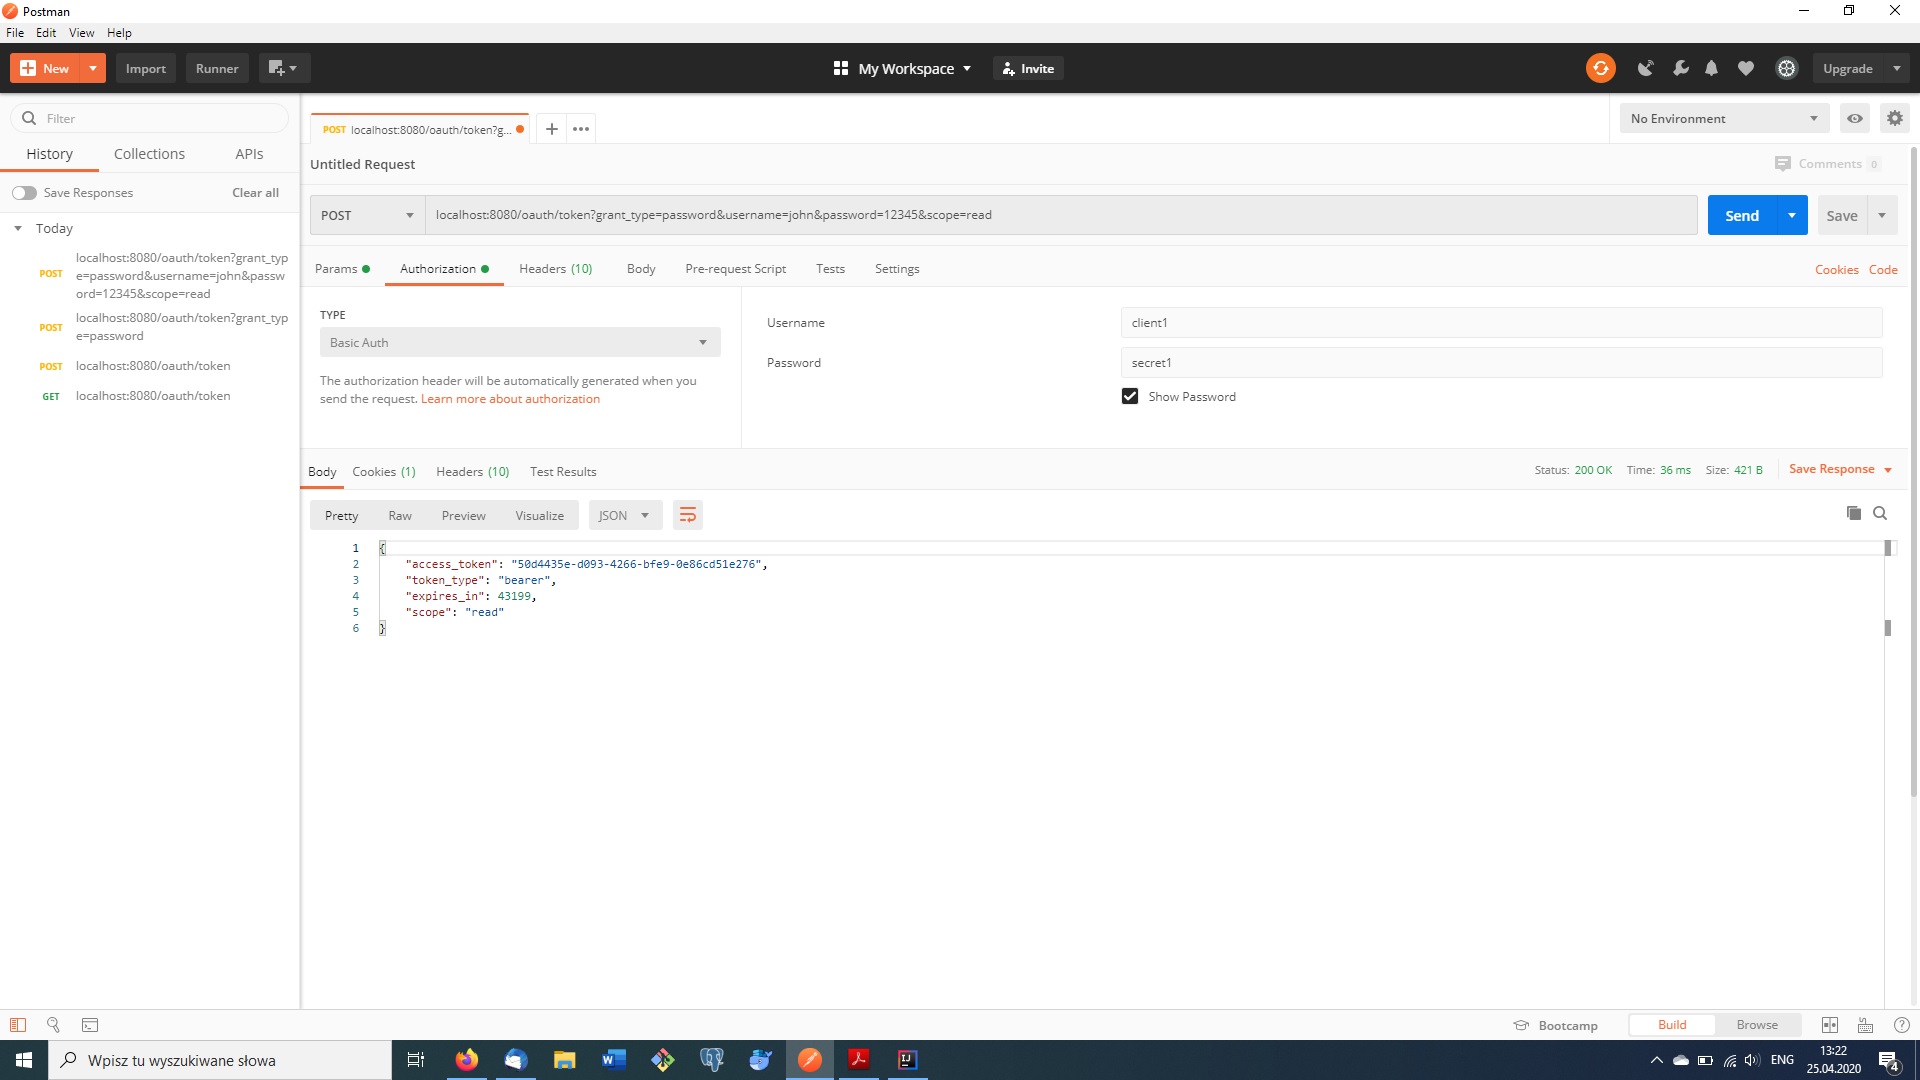 Postman
File Edit View Help
New Import Runner My Workspace Invite Upgrade
Filter
History Collections APIs
Save Responses Clear all
Today
POST localhost:8080/oauth/token?grant_typ
e=password&username=john&passw
ord=12345&scope=read
POST localhost:8080/oauth/token?grant_typ
e=password
POST localhost:8080/oauth/token
GET localhost:8080/oauth/token
POST localhost:8080/oauth/token?g...
No Environment
Untitled Request
Comments 0
POST localhost:8080/oauth/token?grant_type=password&username=john&password=12345&scope=read Send Save
Params Authorization Headers (10) Body Pre-request Script Tests Settings Cookies Code
TYPE
Basic Auth
The authorization header will be automatically generated when you
send the request. Learn more about authorization
Username client1
Password secret1
Show Password
Body Cookies (1) Headers (10) Test Results Status: 200 OK Time: 36 ms Size: 421 B Save Response
Pretty Raw Preview Visualize JSON
1 {
2 "access_token": "50d4435e-d093-4266-bfe9-0e86cd51e276",
3 "token_type": "bearer",
4 "expires_in": 43199,
5 "scope": "read"
6 }
Bootcamp Build Browse
Wpisz tu wyszukiwane słowa
ENG
13:22
25.04.2020
4